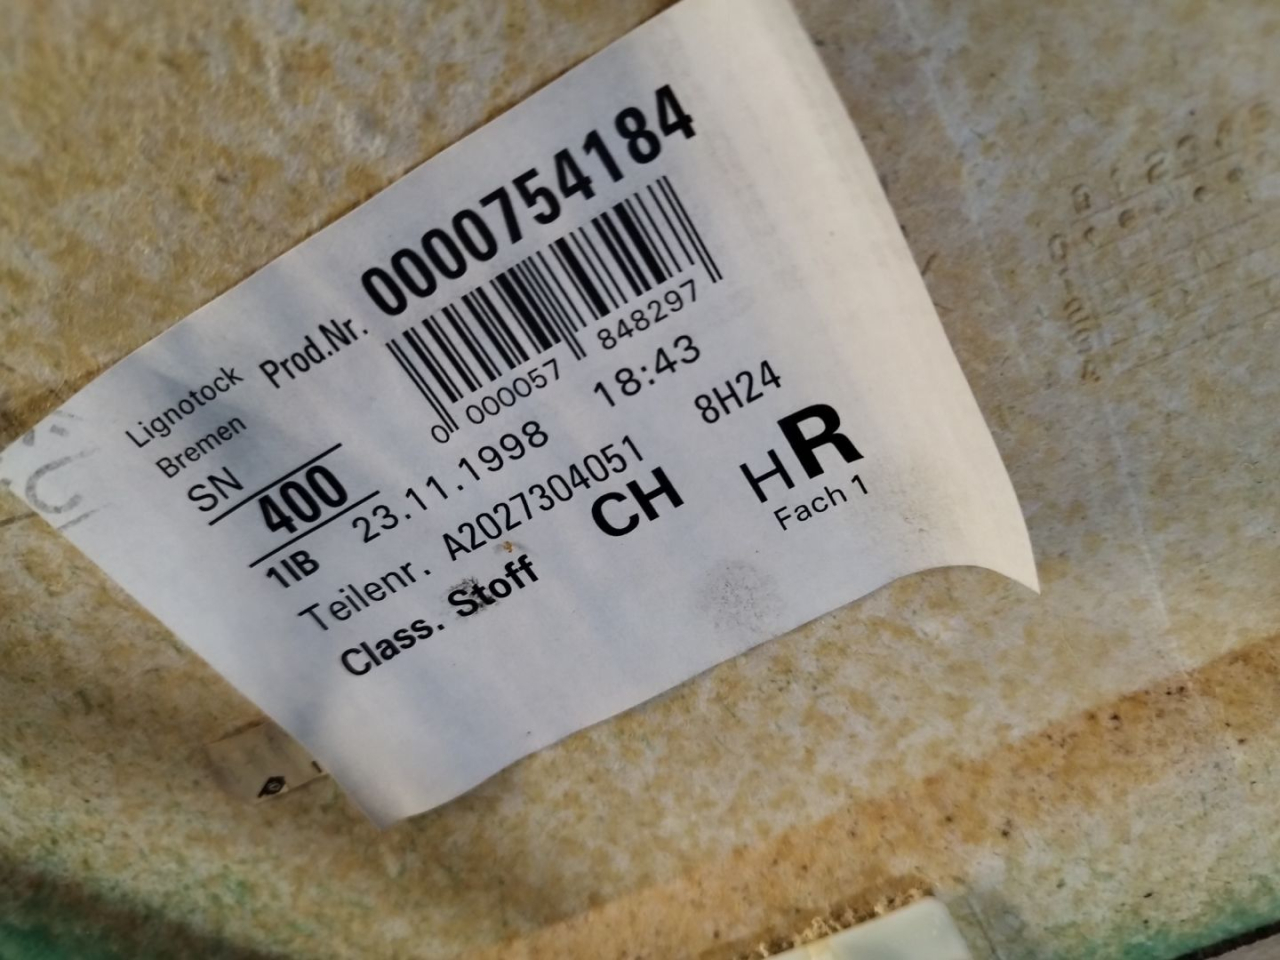 Lignotock
Bremen
Prod.Nr. 0000754184
0 000057 848297
SN
400
1IB 23.11.1998 18:43
Teilenr. A2027304051 8H24
Class. Stoff CH HR
Fach 1